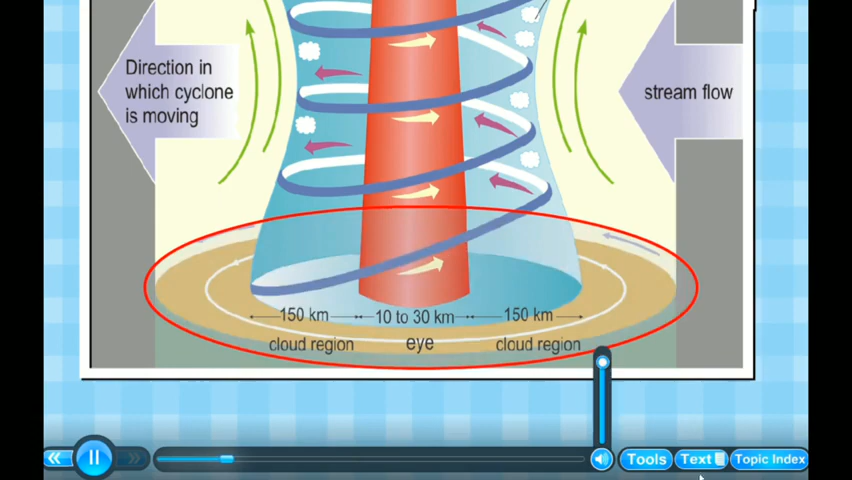 Direction in
which cyclone
is moving
stream flow
150 km
10 to 30 km
150 km
cloud region
eye
cloud region
Tools
Text
Topic Index